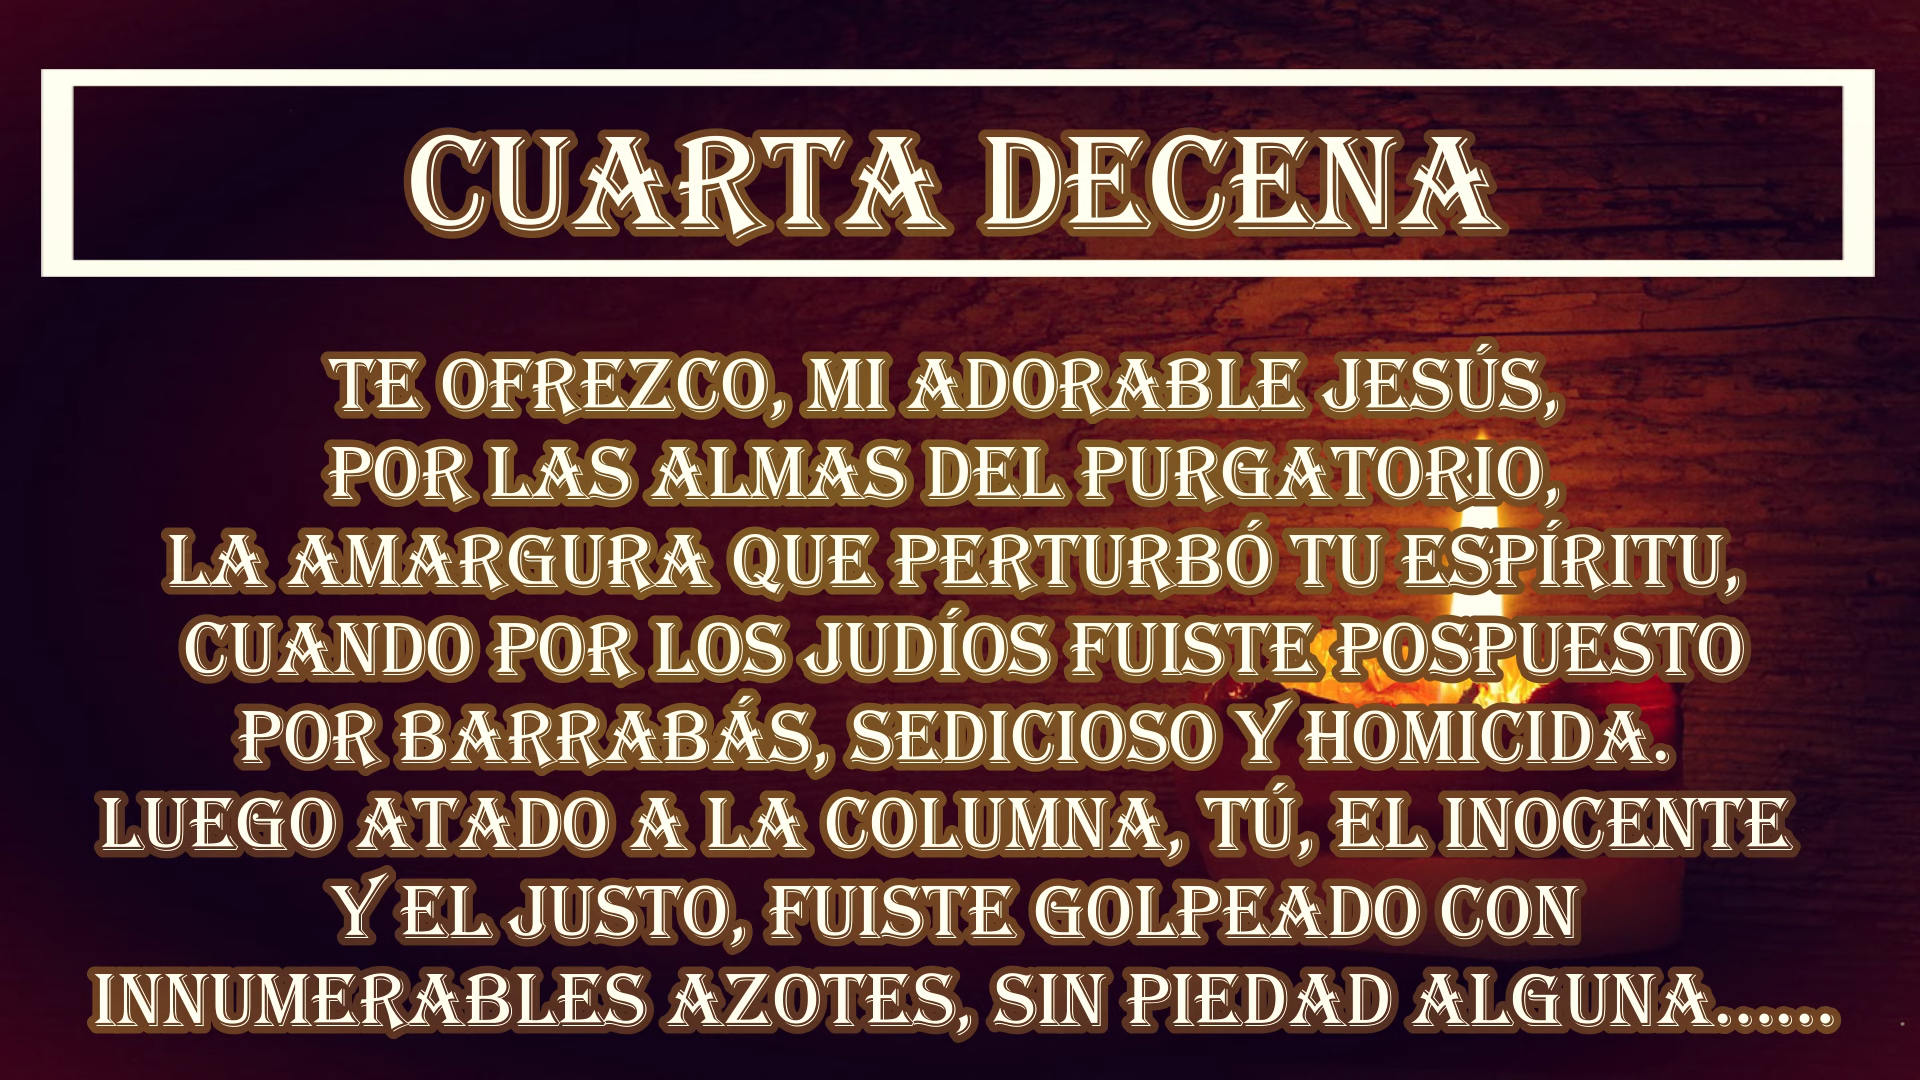 CUARTA DECENA
TE OFREZCO, MI ADORABLE JESÚS,
POR LAS ALMAS DEL PURGATORIO,
LA AMARGURA QUE PERTURBÓ TU ESPÍRITU,
CUANDO POR LOS JUDÍOS FUISTE POSPUESTO
POR BARRABÁS, SEDICIOSO Y HOMICIDA.
LUEGO ATADO A LA COLUMNA, TÚ, EL INOCENTE
Y EL JUSTO, FUISTE GOLPEADO CON
INNUMERABLES AZOTES, SIN PIEDAD ALGUNA......